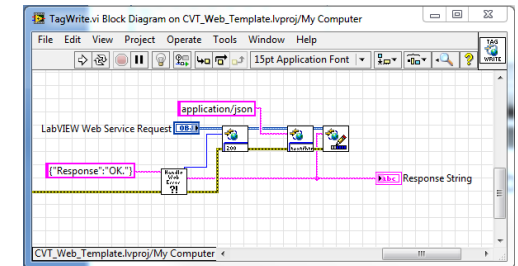 TagWrite.vi Block Diagram on CVT_Web_Template.lvproj/My Computer
File Edit View Project Operate Tools Window Help
TAG
WRITE
15pt Application Font
application/json
LabVIEW Web Service Request
OBJ
200
{"Response":"OK."}
Handle
Web
Error
?!
abc
Response String
CVT_Web_Template.lvproj/My Computer